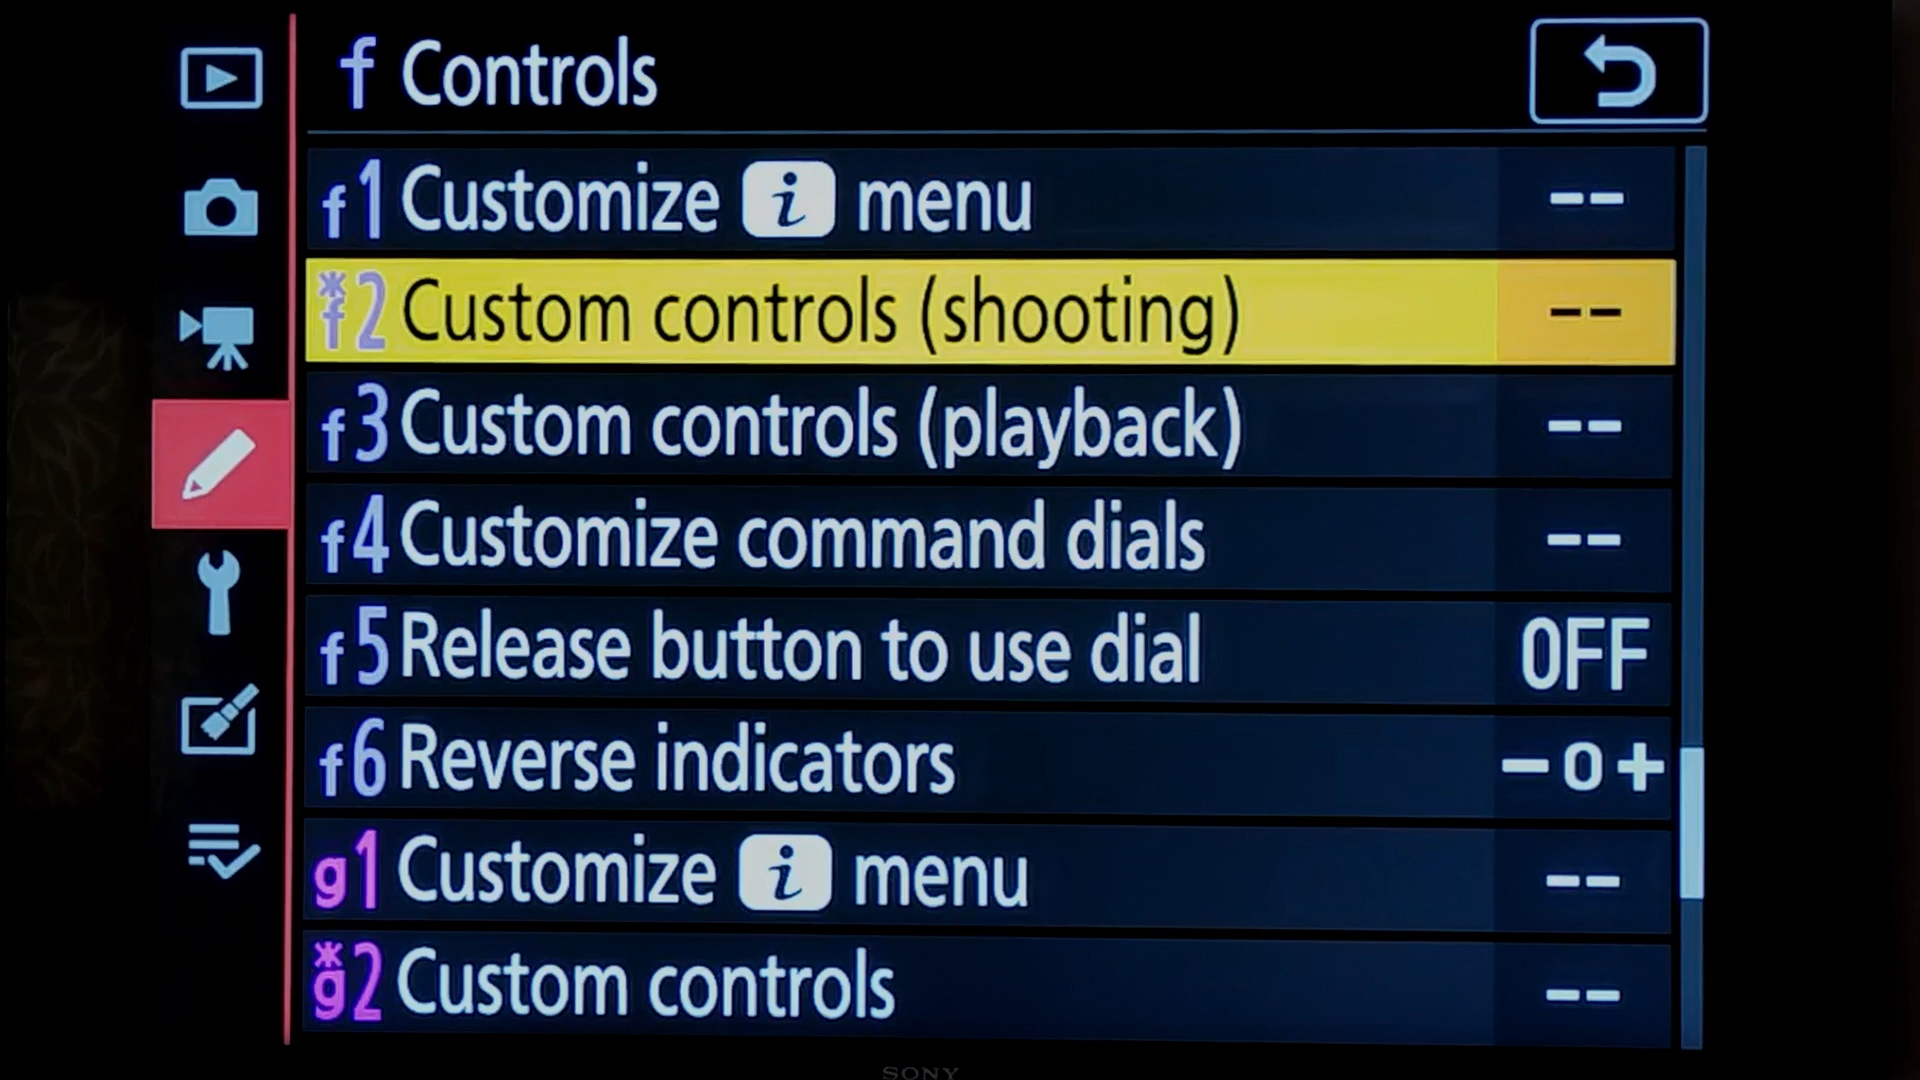 f Controls
f1 Customize i menu --
*f2 Custom controls (shooting) --
f3 Custom controls (playback) --
f4 Customize command dials --
f5 Release button to use dial OFF
f6 Reverse indicators -0+
g1 Customize i menu --
*g2 Custom controls --
SONY